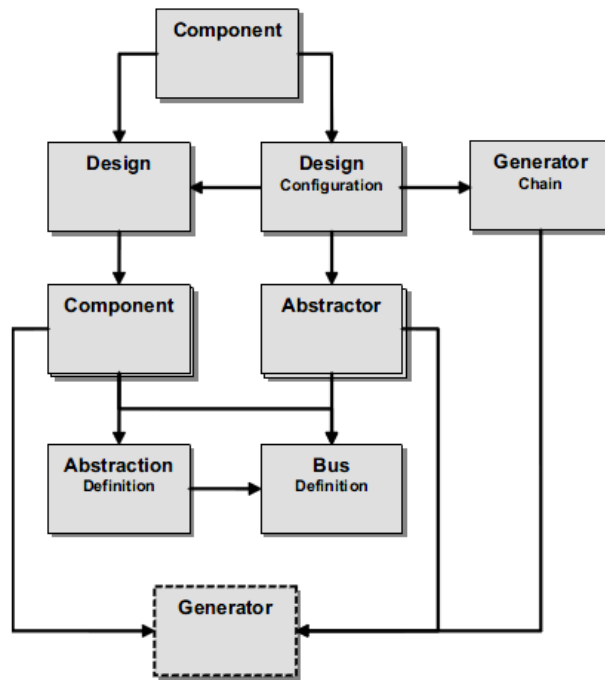 Component
Design
Design
Configuration
Generator
Chain
Component
Abstractor
Abstraction
Definition
Bus
Definition
Generator